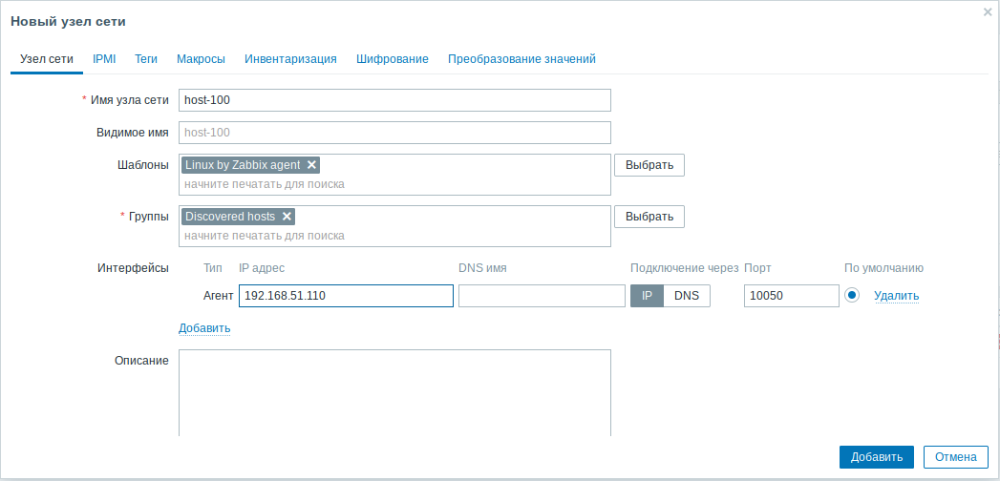 Новый узел сети
Узел сети IPMI Теги Макросы Инвентаризация Шифрование Преобразование значений
* Имя узла сети host-100
Видимое имя host-100
Шаблоны Linux by Zabbix agent ✕ Выбрать
начните печатать для поиска
* Группы Discovered hosts ✕ Выбрать
начните печатать для поиска
Интерфейсы Тип IP адрес DNS имя Подключение через Порт По умолчанию
Агент 192.168.51.110 IP DNS 10050 Удалить
Добавить
Описание
Добавить Отмена